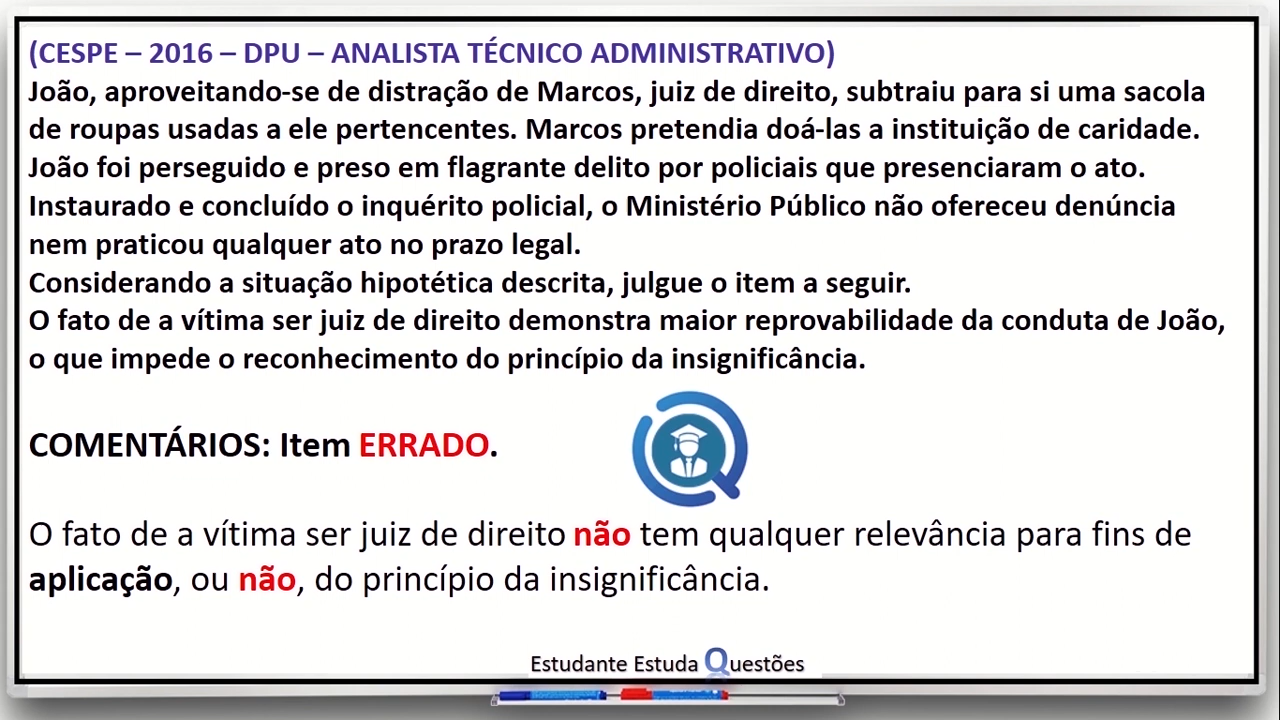 (CESPE – 2016 – DPU – ANALISTA TÉCNICO ADMINISTRATIVO)
João, aproveitando-se de distração de Marcos, juiz de direito, subtraiu para si uma sacola
de roupas usadas a ele pertencentes. Marcos pretendia doá-las a instituição de caridade.
João foi perseguido e preso em flagrante delito por policiais que presenciaram o ato.
Instaurado e concluído o inquérito policial, o Ministério Público não ofereceu denúncia
nem praticou qualquer ato no prazo legal.
Considerando a situação hipotética descrita, julgue o item a seguir.
O fato de a vítima ser juiz de direito demonstra maior reprovabilidade da conduta de João,
o que impede o reconhecimento do princípio da insignificância.
COMENTÁRIOS: Item ERRADO.
O fato de a vítima ser juiz de direito não tem qualquer relevância para fins de
aplicação, ou não, do princípio da insignificância.
Estudante Estuda Questões